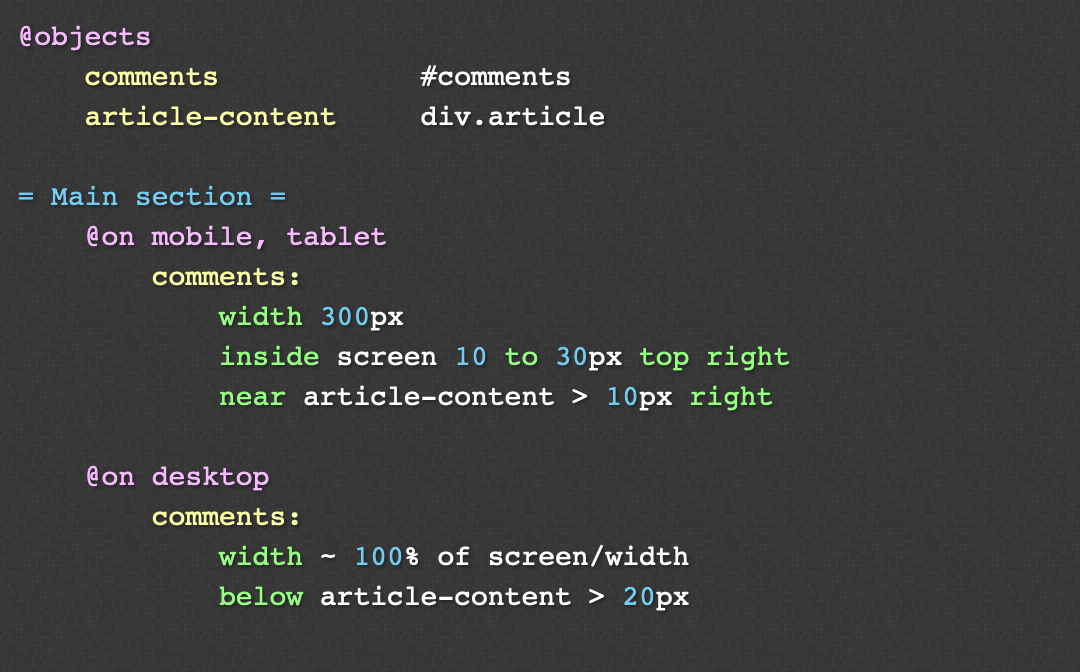 @objects
    comments            #comments
    article-content     div.article

= Main section =
    @on mobile, tablet
        comments:
            width 300px
            inside screen 10 to 30px top right
            near article-content > 10px right

    @on desktop
        comments:
            width ~ 100% of screen/width
            below article-content > 20px